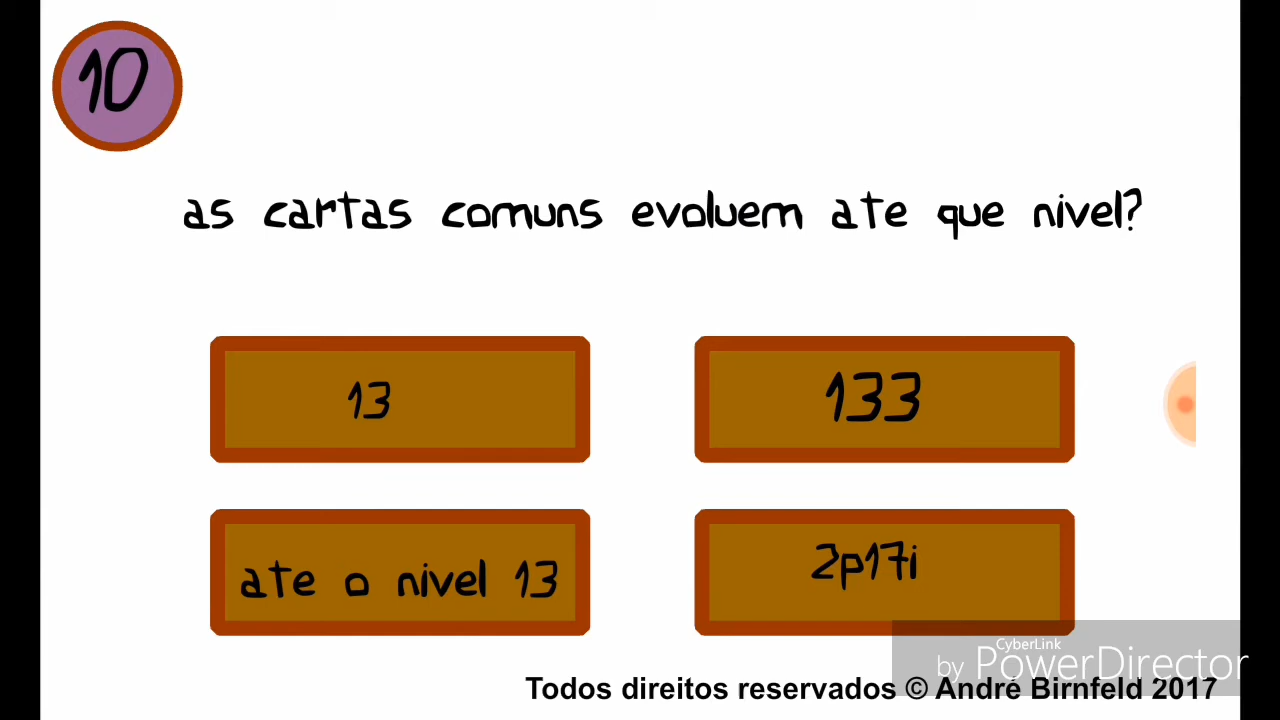 10
as cartas comuns evoluem ate que nivel?
13
133
ate o nivel 13
2p17i
CyberLink
by PowerDirector
Todos direitos reservados © André Birnfeld 2017